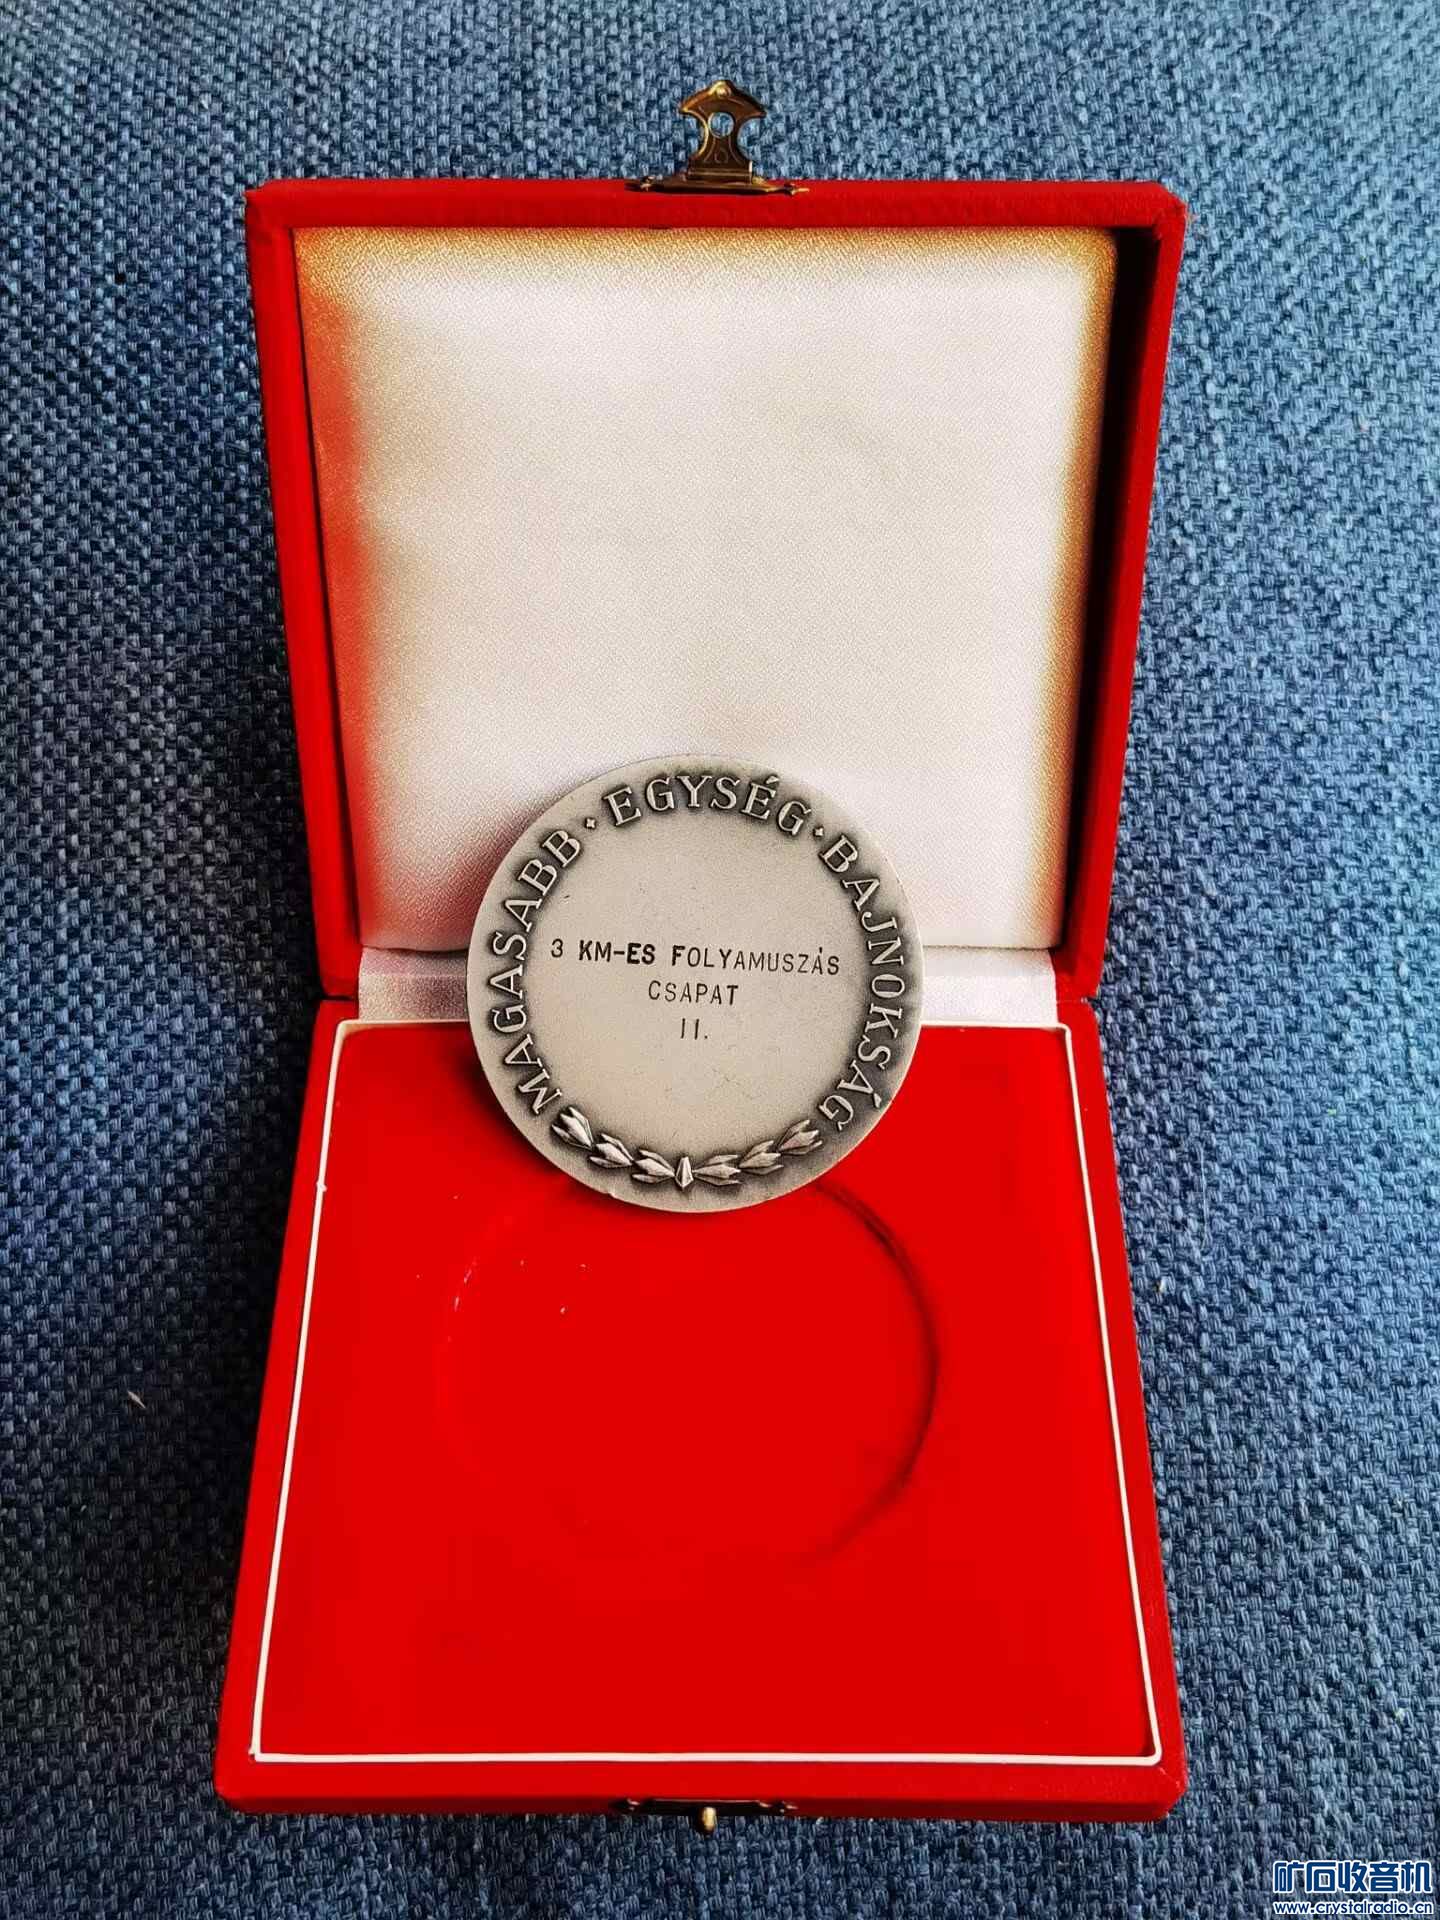 MAGASABB · EGYSÉG · BAJNOKSÁG
3 KM-ES FOLYAMUSZÁS
CSAPAT
II.
矿石收音机
www.crystalradio.cn